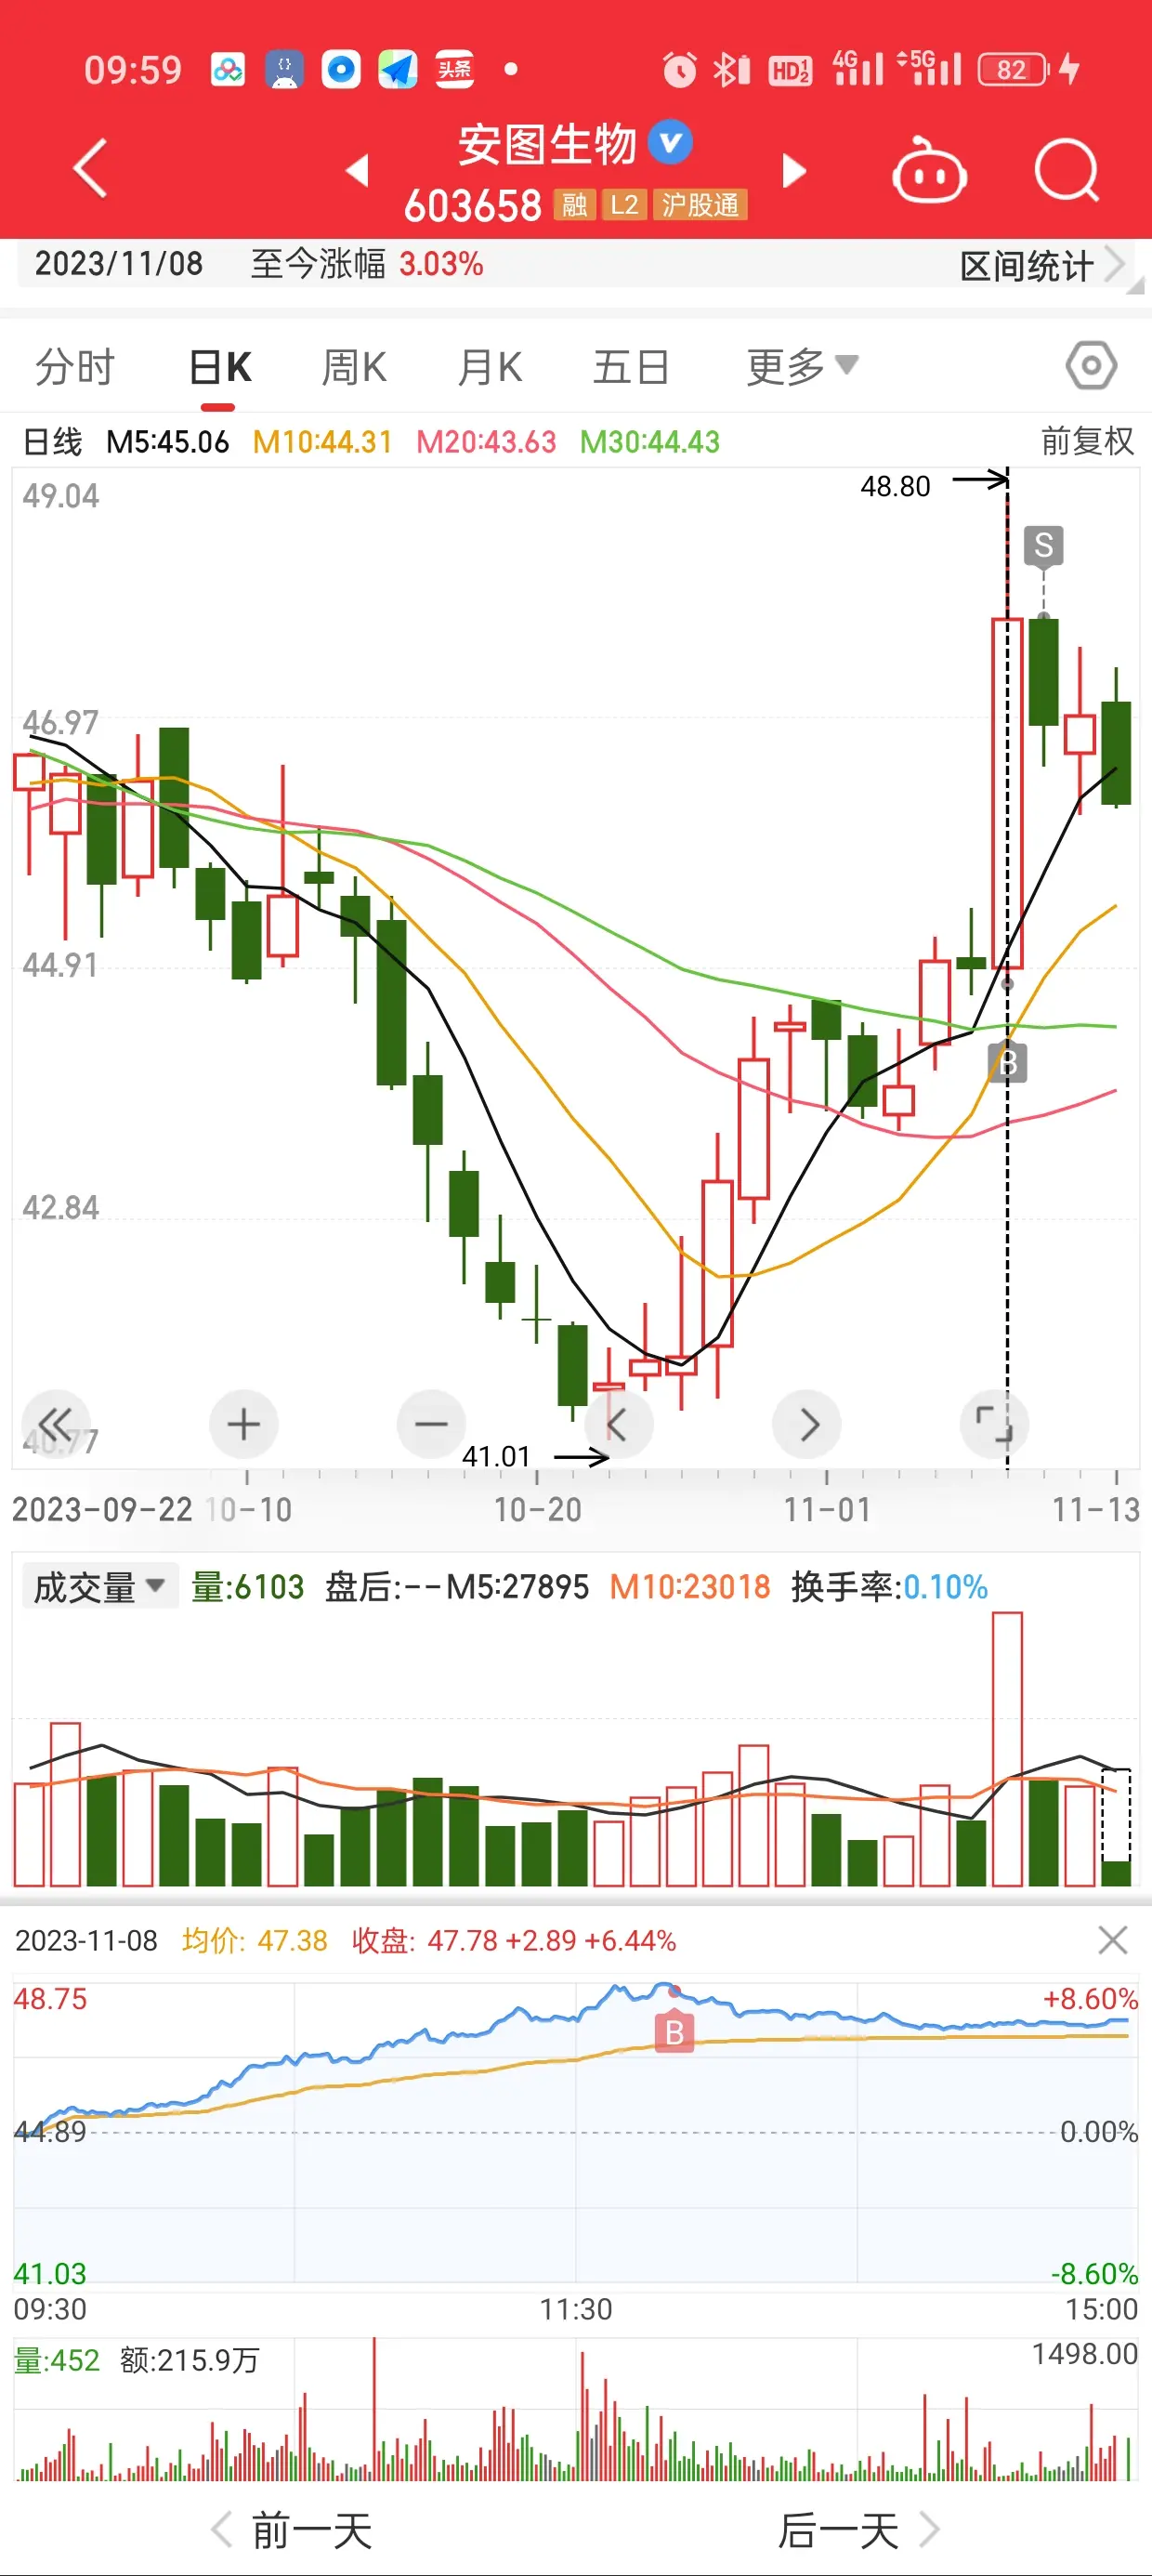 09:59 头条 HD12 4G 5G 82
安图生物
603658 融 L2 沪股通
2023/11/08 至今涨幅 3.03% 区间统计
分时 日K 周K 月K 五日 更多
日线 M5:45.06 M10:44.31 M20:43.63 M30:44.43 前复权
49.04
48.80
S
46.97
44.91
B
42.84
40.77
41.01
2023-09-22 10-10 10-20 11-01 11-13
成交量 量:6103 盘后:-- M5:27895 M10:23018 换手率:0.10%
2023-11-08 均价: 47.38 收盘: 47.78 +2.89 +6.44%
48.75 +8.60%
B
44.89 0.00%
41.03 -8.60%
09:30 11:30 15:00
量:452 额:215.9万 1498.00
前一天 后一天